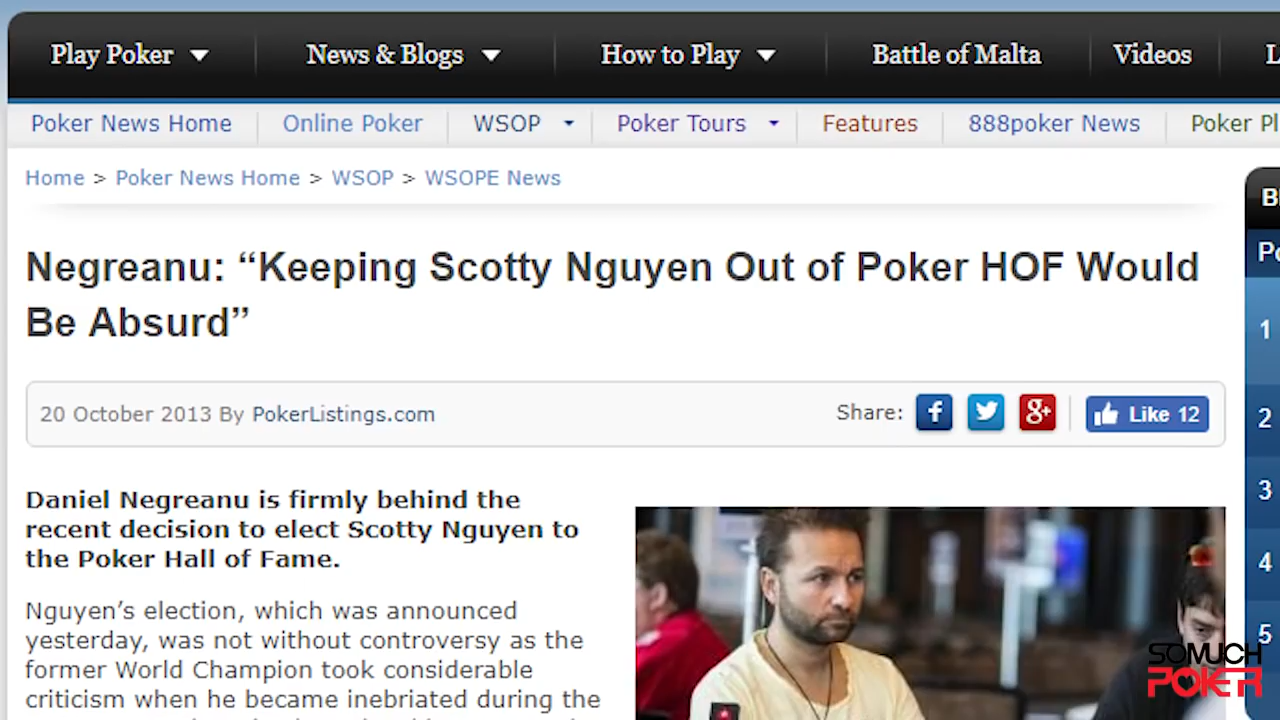 Play Poker News & Blogs How to Play Battle of Malta Videos
Poker News Home Online Poker WSOP Poker Tours Features 888poker News Poker
Home > Poker News Home > WSOP > WSOPE News
Negreanu: “Keeping Scotty Nguyen Out of Poker HOF Would
Be Absurd”
20 October 2013 By PokerListings.com Share: f 8+ Like 12
Daniel Negreanu is firmly behind the
recent decision to elect Scotty Nguyen to
the Poker Hall of Fame.
Nguyen’s election, which was announced
yesterday, was not without controversy as the
former World Champion took considerable
criticism when he became inebriated during the
1
2
3
4
5
SOMUCH
POKER